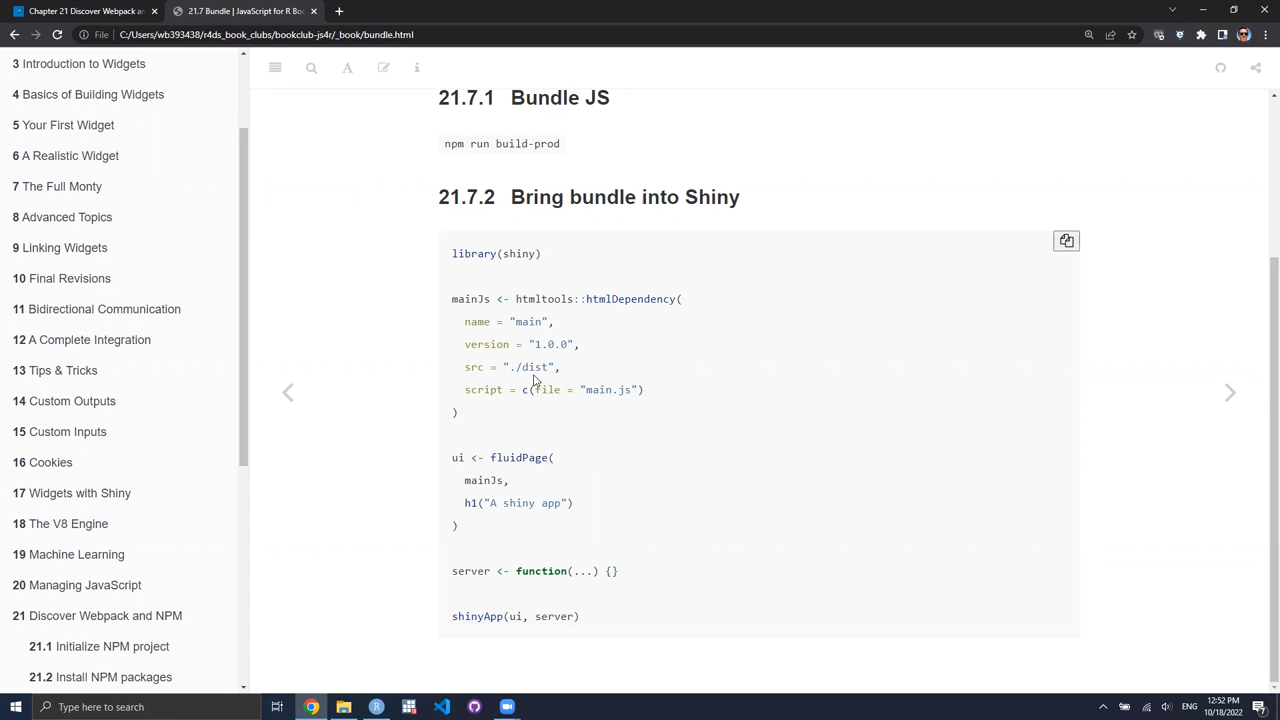 Chapter 21 Discover Webpack an
21.7 Bundle | JavaScript for R Bo
File
C:/Users/wb393438/r4ds_book_clubs/bookclub-js4r/_book/bundle.html
3 Introduction to Widgets
4 Basics of Building Widgets
5 Your First Widget
6 A Realistic Widget
7 The Full Monty
8 Advanced Topics
9 Linking Widgets
10 Final Revisions
11 Bidirectional Communication
12 A Complete Integration
13 Tips & Tricks
14 Custom Outputs
15 Custom Inputs
16 Cookies
17 Widgets with Shiny
18 The V8 Engine
19 Machine Learning
20 Managing JavaScript
21 Discover Webpack and NPM
21.1 Initialize NPM project
21.2 Install NPM packages
21.7.1 Bundle JS
npm run build-prod
21.7.2 Bring bundle into Shiny
library(shiny)
mainJs <- htmltools::htmlDependency(
name = "main",
version = "1.0.0",
src = "./dist",
script = c(file = "main.js")
)
ui <- fluidPage(
mainJs,
h1("A shiny app")
)
server <- function(...) {}
shinyApp(ui, server)
Type here to search
ENG
12:52 PM
10/18/2022